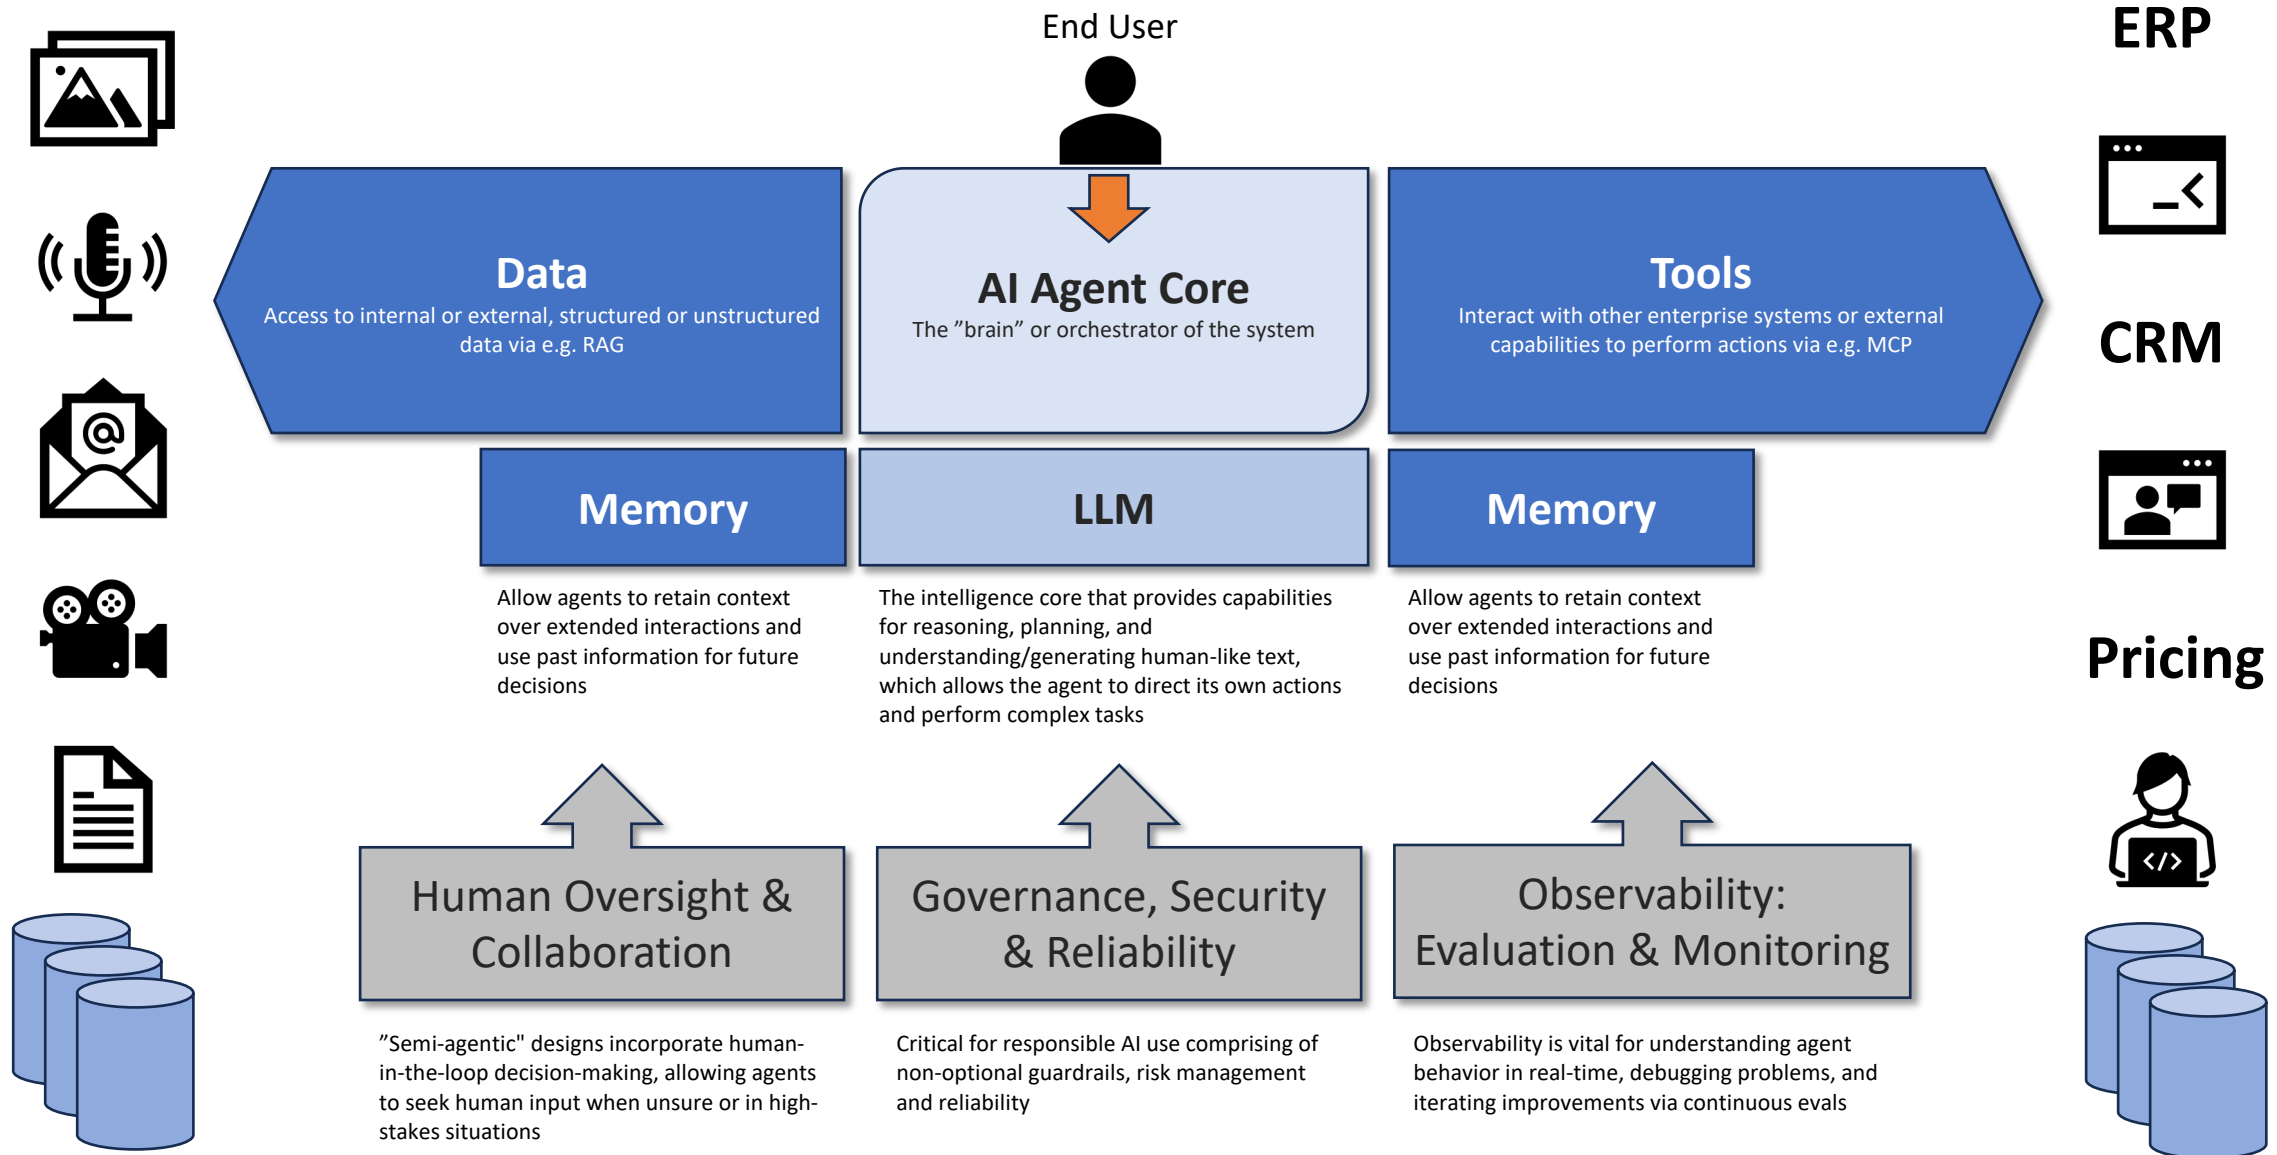 End User
ERP
Data
Access to internal or external, structured or unstructured
data via e.g. RAG
AI Agent Core
The ”brain” or orchestrator of the system
Tools
Interact with other enterprise systems or external
capabilities to perform actions via e.g. MCP
CRM
@
Memory
LLM
Memory
Allow agents to retain context
over extended interactions and
use past information for future
decisions
The intelligence core that provides capabilities
for reasoning, planning, and
understanding/generating human-like text,
which allows the agent to direct its own actions
and perform complex tasks
Allow agents to retain context
over extended interactions and
use past information for future
decisions
Pricing
</>
Human Oversight &
Collaboration
Governance, Security
& Reliability
Observability:
Evaluation & Monitoring
”Semi-agentic" designs incorporate human-
in-the-loop decision-making, allowing agents
to seek human input when unsure or in high-
stakes situations
Critical for responsible AI use comprising of
non-optional guardrails, risk management
and reliability
Observability is vital for understanding agent
behavior in real-time, debugging problems, and
iterating improvements via continuous evals